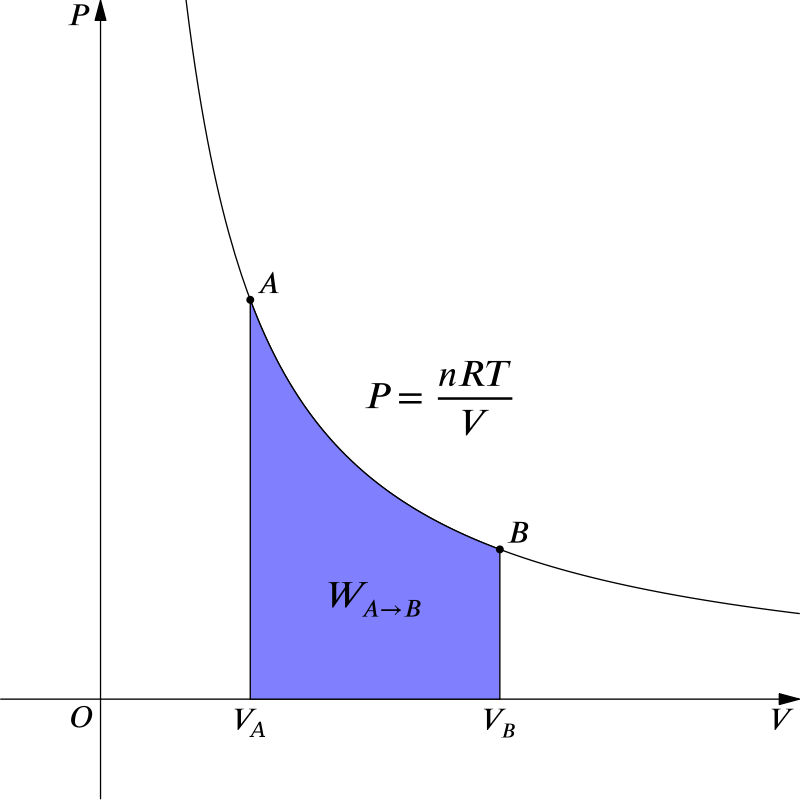 P
A
P = nRT/V
B
W_{A→B}
O V_A V_B V